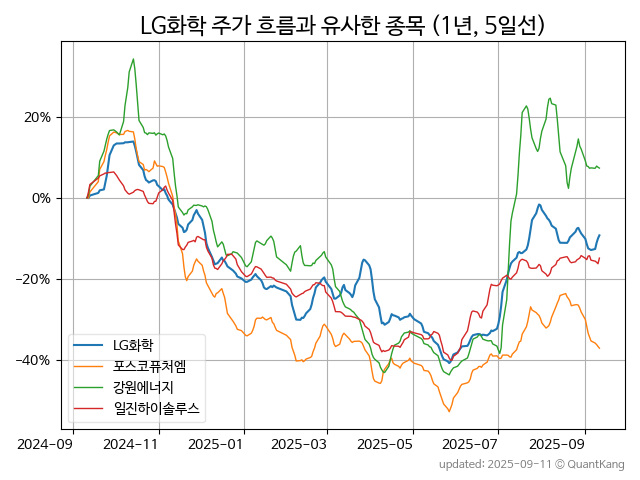 LG화학 주가 흐름과 유사한 종목 (1년, 5일선)
20%
0%
−20%
−40%
LG화학
포스코퓨처엠
강원에너지
일진하이솔루스
2024-09
2024-11
2025-01
2025-03
2025-05
2025-07
2025-09
updated: 2025-09-11 © QuantKang